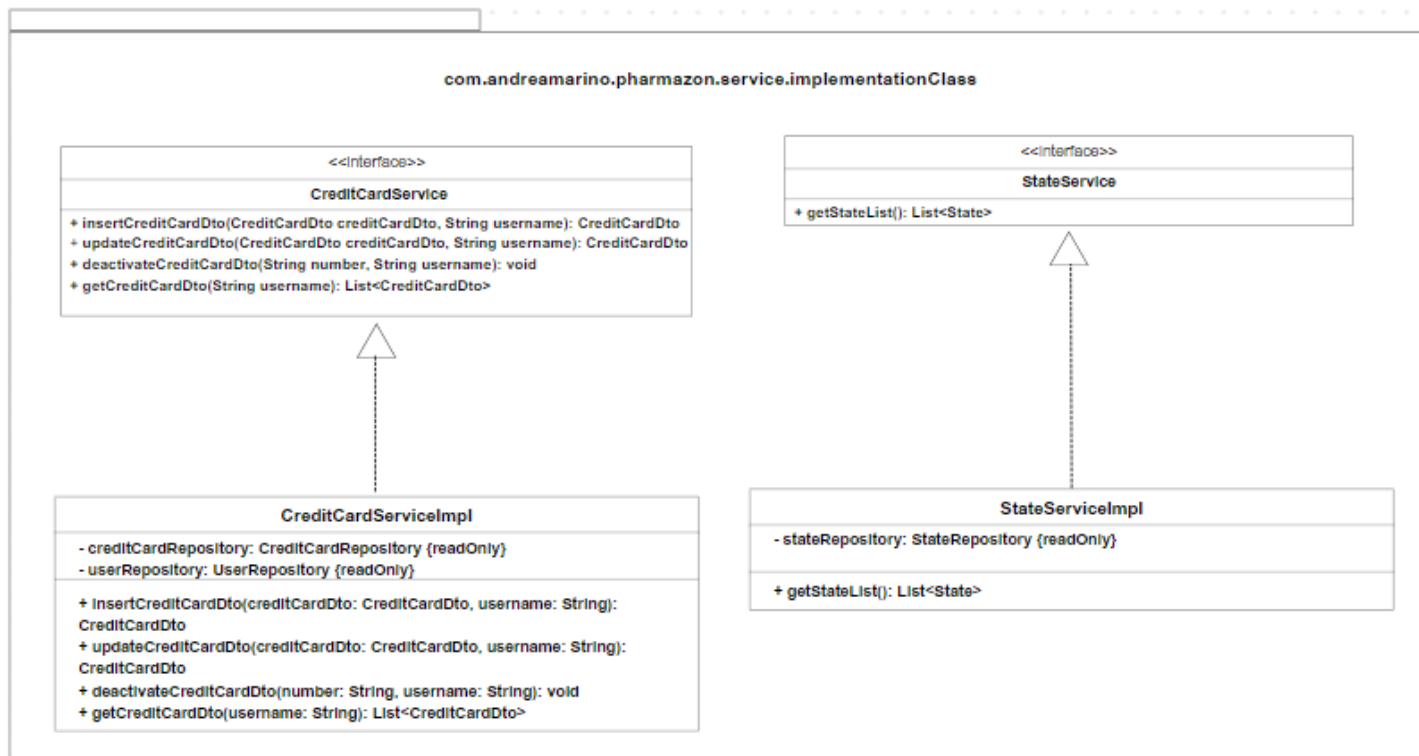 com.andreamarino.pharmazon.service.implementationClass
<<interface>>
CreditCardService
+ insertCreditCardDto(CreditCardDto creditCardDto, String username): CreditCardDto
+ updateCreditCardDto(CreditCardDto creditCardDto, String username): CreditCardDto
+ deactivateCreditCardDto(String number, String username): void
+ getCreditCardDto(String username): List<CreditCardDto>
<<interface>>
StateService
+ getStateList(): List<State>
CreditCardServiceImpl
- creditCardRepository: CreditCardRepository {readOnly}
- userRepository: UserRepository {readOnly}
+ insertCreditCardDto(creditCardDto: CreditCardDto, username: String):
CreditCardDto
+ updateCreditCardDto(creditCardDto: CreditCardDto, username: String):
CreditCardDto
+ deactivateCreditCardDto(number: String, username: String): void
+ getCreditCardDto(username: String): List<CreditCardDto>
StateServiceImpl
- stateRepository: StateRepository {readOnly}
+ getStateList(): List<State>